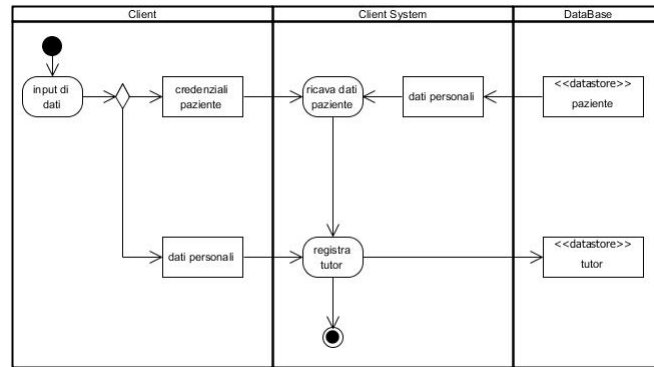 Client
Client System
DataBase
input di
dati
credenziali
paziente
ricava dati
paziente
dati personali
<<datastore>>
paziente
dati personali
registra
tutor
<<datastore>>
tutor